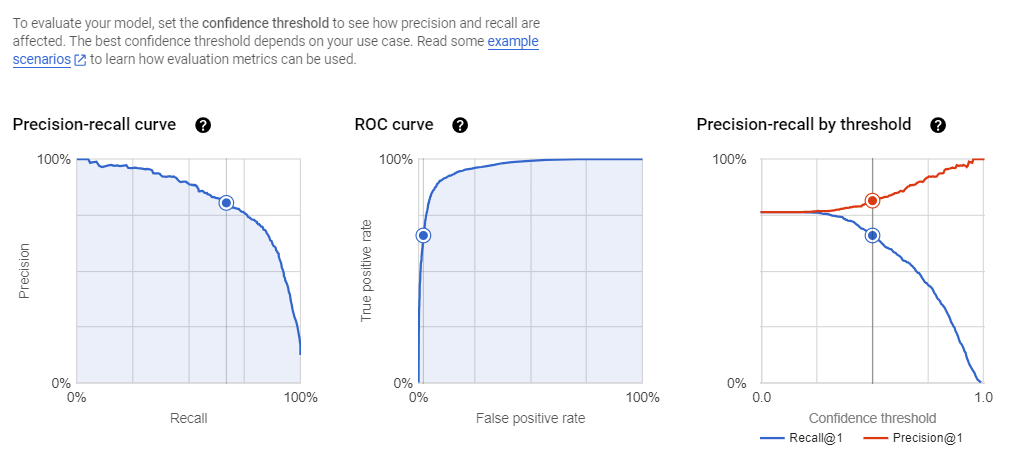 To evaluate your model, set the confidence threshold to see how precision and recall are
affected. The best confidence threshold depends on your use case. Read some example
scenarios to learn how evaluation metrics can be used.
Precision-recall curve ?
ROC curve ?
Precision-recall by threshold ?
100%
Precision
0%
0%
100%
Recall
100%
True positive rate
0%
0%
100%
False positive rate
100%
0%
0.0
1.0
Confidence threshold
Recall@1
Precision@1